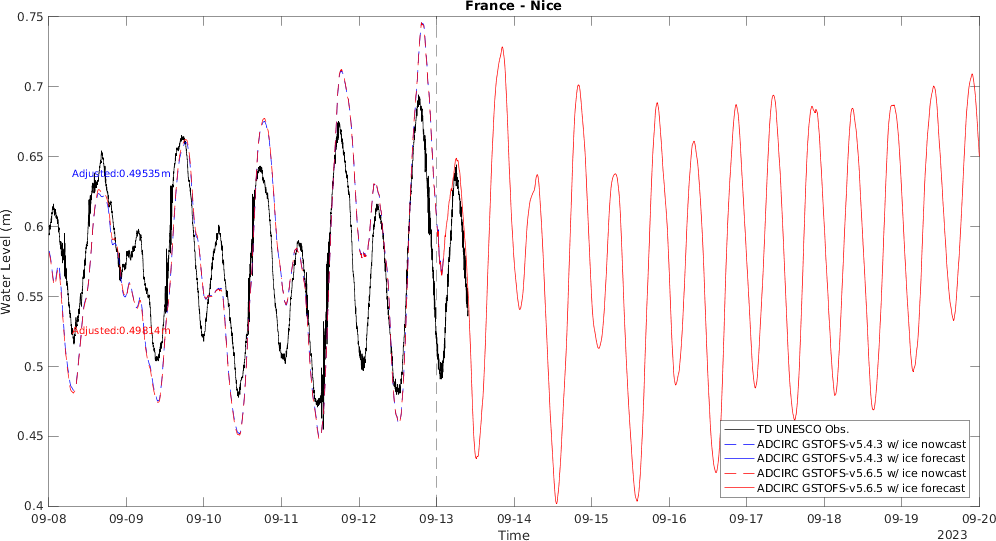 France - Nice
Water Level (m)
0.75
0.7
0.65
0.6
0.55
0.5
0.45
0.4
Adjusted:0.49535m
Adjusted:0.49814m
TD UNESCO Obs.
ADCIRC GSTOFS-v5.4.3 w/ ice nowcast
ADCIRC GSTOFS-v5.4.3 w/ ice forecast
ADCIRC GSTOFS-v5.6.5 w/ ice nowcast
ADCIRC GSTOFS-v5.6.5 w/ ice forecast
09-08 09-09 09-10 09-11 09-12 09-13 09-14 09-15 09-16 09-17 09-18 09-19 09-20
Time
2023